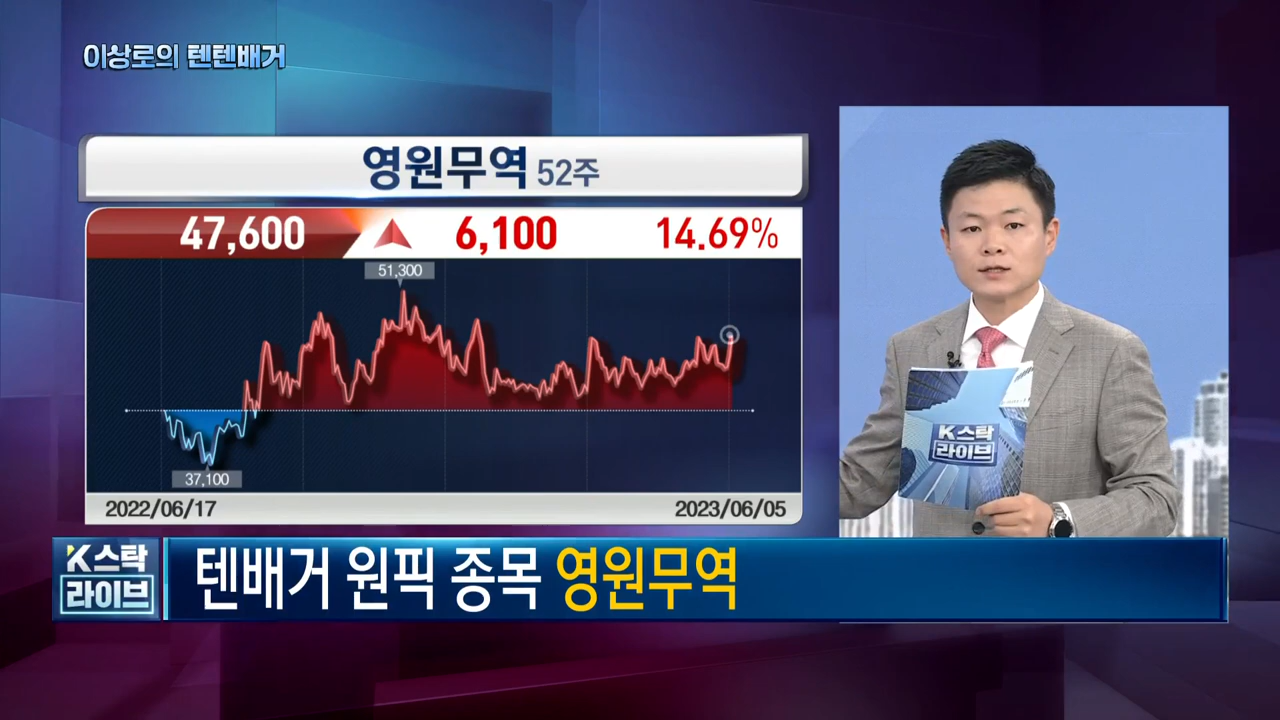 이상로의 텐텐배거
영원무역 52주
47,600 ▲ 6,100 14.69%
51,300
37,100
2022/06/17 2023/06/05
K스탁
라이브
K스탁
라이브
텐배거 원픽 종목 영원무역